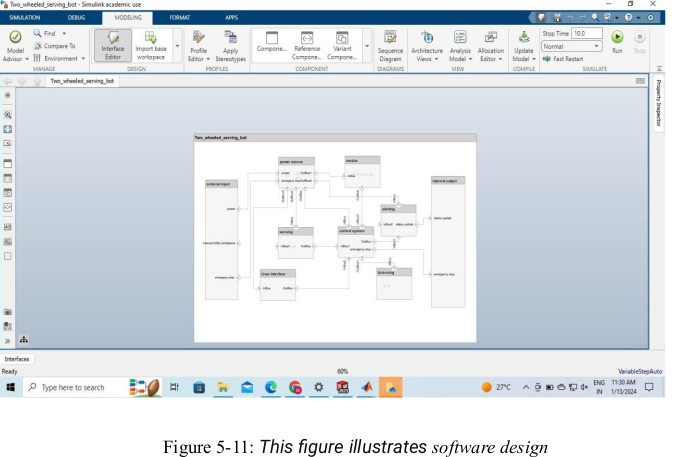 Two_wheeled_serving_bot - Simulink academic use
SIMULATION DEBUG MODELING FORMAT APPS
Model Advisor
Find
Compare To
Environment
MANAGE
Interface Editor
Import base workspace
DESIGN
Profile Editor
Apply Stereotypes
PROFILES
Compone...
Reference Compone...
Variant Compone...
COMPONENT
Sequence Diagram
DIAGRAMS
Architecture Views
Analysis Model
Allocation Editor
VIEW
Update Model
COMPILE
Stop Time 10.0
Normal
Fast Restart
Run
Stop
SIMULATE
Two_wheeled_serving_bot
Property Inspector
Two_wheeled_serving_bot
power source
motion
external input
internal output
power
emergency stop
alerting
status update
sensing
control system
User interface
balancing
emergency stop
emergency stop
Interfaces
Ready 60% VariableStepAuto
Type here to search
27°C
ENG
IN
11:30 AM
1/13/2024
Figure 5-11: This figure illustrates software design